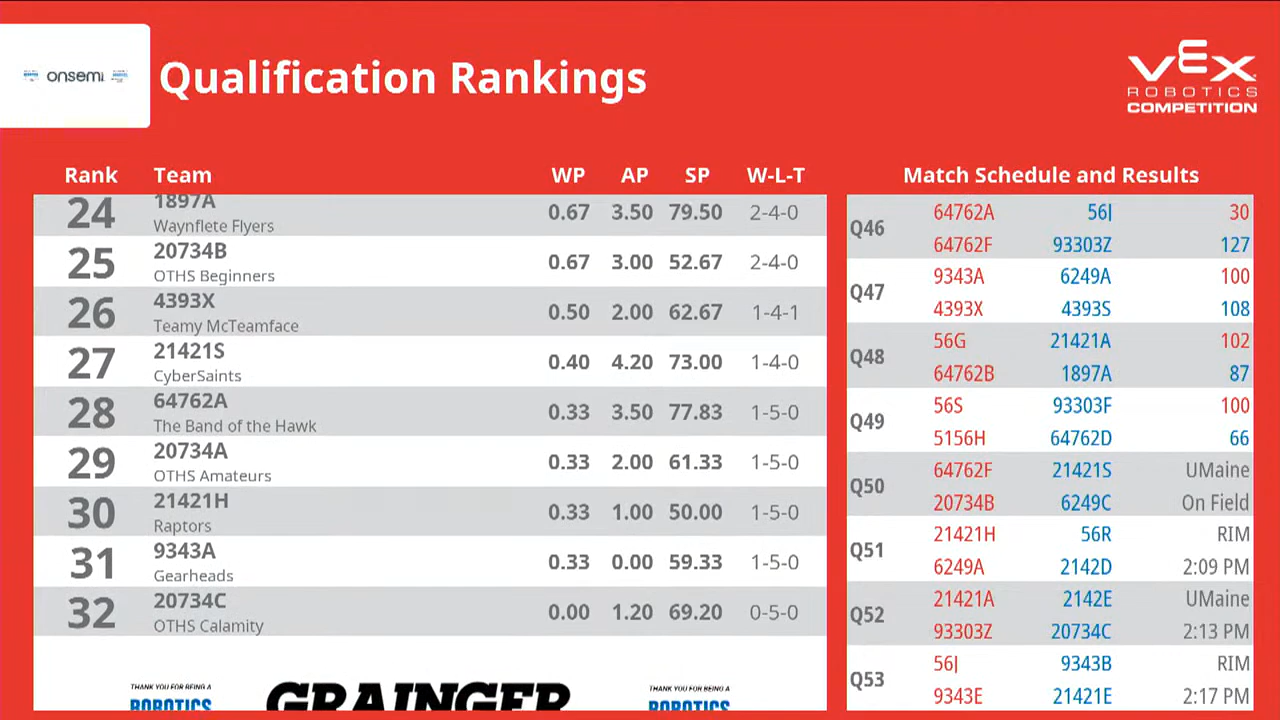 onsemi
Qualification Rankings
VEX
ROBOTICS
COMPETITION
Rank Team WP AP SP W-L-T
24 1897A 0.67 3.50 79.50 2-4-0
Waynflete Flyers
25 20734B 0.67 3.00 52.67 2-4-0
OTHS Beginners
26 4393X 0.50 2.00 62.67 1-4-1
Teamy McTeamface
27 21421S 0.40 4.20 73.00 1-4-0
CyberSaints
28 64762A 0.33 3.50 77.83 1-5-0
The Band of the Hawk
29 20734A 0.33 2.00 61.33 1-5-0
OTHS Amateurs
30 21421H 0.33 1.00 50.00 1-5-0
Raptors
31 9343A 0.33 0.00 59.33 1-5-0
Gearheads
32 20734C 0.00 1.20 69.20 0-5-0
OTHS Calamity
THANK YOU FOR BEING A
ROBOTICS
GRAINGER
THANK YOU FOR BEING A
ROBOTICS
Match Schedule and Results
Q46 64762A 56J 30
64762F 93303Z 127
Q47 9343A 6249A 100
4393X 4393S 108
Q48 56G 21421A 102
64762B 1897A 87
Q49 56S 93303F 100
5156H 64762D 66
Q50 64762F 21421S UMaine
20734B 6249C On Field
Q51 21421H 56R RIM
6249A 2142D 2:09 PM
Q52 21421A 2142E UMaine
93303Z 20734C 2:13 PM
Q53 56J 9343B RIM
9343E 21421E 2:17 PM